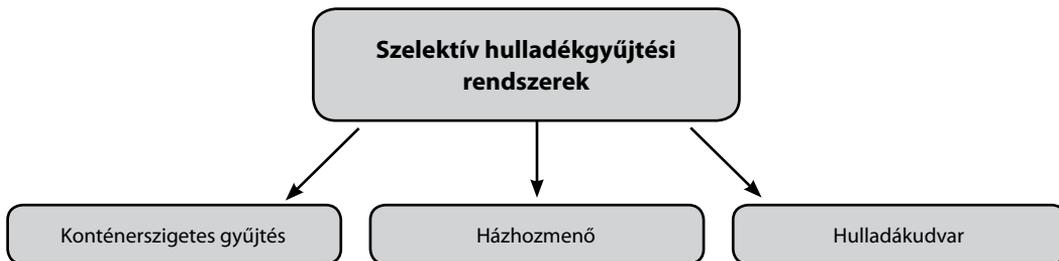 Szelektív hulladékgyűjtési
rendszerek
Konténerszigetes gyűjtés
Házhozmenő
Hulladákudvar